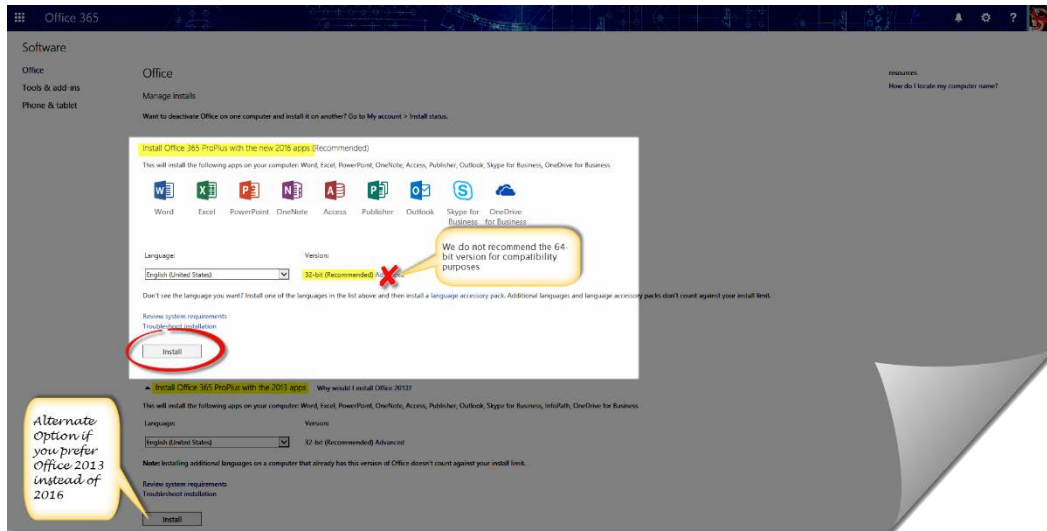 Office 365
?
Software
Office
Tools & add-ins
Phone & tablet
Office
Manage installs
Want to deactivate Office on one computer and install it on another? Go to My account > Install status.
resources
How do I locate my computer name?
Install Office 365 ProPlus with the new 2016 apps (Recommended)
This will install the following apps on your computer: Word, Excel, PowerPoint, OneNote, Access, Publisher, Outlook, Skype for Business, OneDrive for Business
Word Excel PowerPoint OneNote Access Publisher Outlook Skype for Business OneDrive for Business
We do not recommend the 64-
bit version for compatibility
purposes
Language: Version:
English (United States) 32-bit (Recommended)
Don't see the language you want? Install one of the languages in the list above and then install a language accessory pack. Additional languages and language accessory packs don't count against your install limit.
Review system requirements
Troubleshoot installation
Install
Install Office 365 ProPlus with the 2013 apps Why would I install Office 2013?
This will install the following apps on your computer: Word, Excel, PowerPoint, OneNote, Access, Publisher, Outlook, Skype for Business, InfoPath, OneDrive for Business
Language: Version:
English (United States) 32-bit (Recommended) Advanced
Note: Installing additional languages on a computer that already has this version of Office doesn't count against your install limit.
Review system requirements
Troubleshoot installation
Install
Alternate
Option if
you prefer
Office 2013
instead of
2016